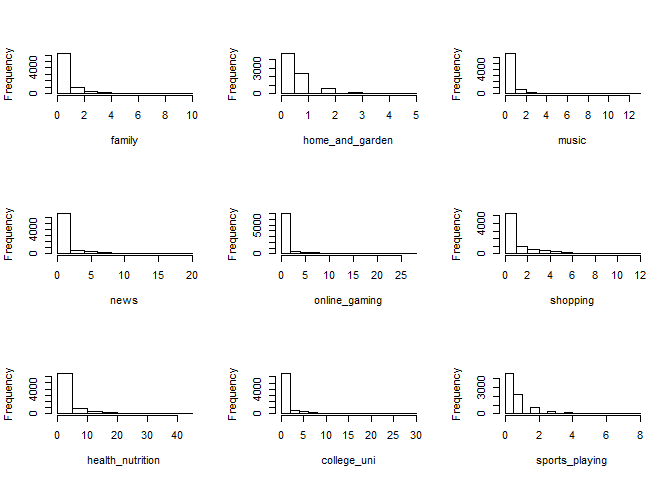 Frequency
4000
0
0 2 4 6 8 10
family
Frequency
3000
0
0 1 2 3 4 5
home_and_garden
Frequency
4000
0
0 2 4 6 8 10 12
music
Frequency
4000
0
0 5 10 15 20
news
Frequency
5000
0
0 5 10 15 20 25
online_gaming
Frequency
4000
0
0 2 4 6 8 10 12
shopping
Frequency
4000
0
0 10 20 30 40
health_nutrition
Frequency
4000
0
0 5 10 15 20 25 30
college_uni
Frequency
3000
0
0 2 4 6 8
sports_playing